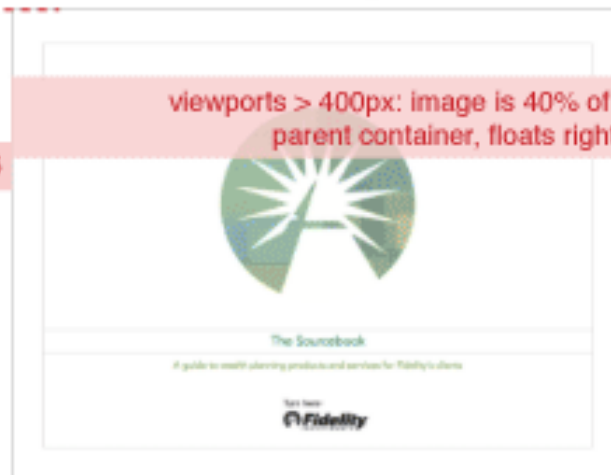 viewports > 400px: image is 40% of
parent container, floats right
The Sourcebook
A guide to wealth planning products and services for Fidelity's clients
Fidelity